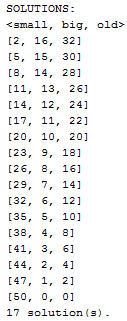 SOLUTIONS:
<small, big, old>
[2, 16, 32]
[5, 15, 30]
[8, 14, 28]
[11, 13, 26]
[14, 12, 24]
[17, 11, 22]
[20, 10, 20]
[23, 9, 18]
[26, 8, 16]
[29, 7, 14]
[32, 6, 12]
[35, 5, 10]
[38, 4, 8]
[41, 3, 6]
[44, 2, 4]
[47, 1, 2]
[50, 0, 0]
17 solution(s).